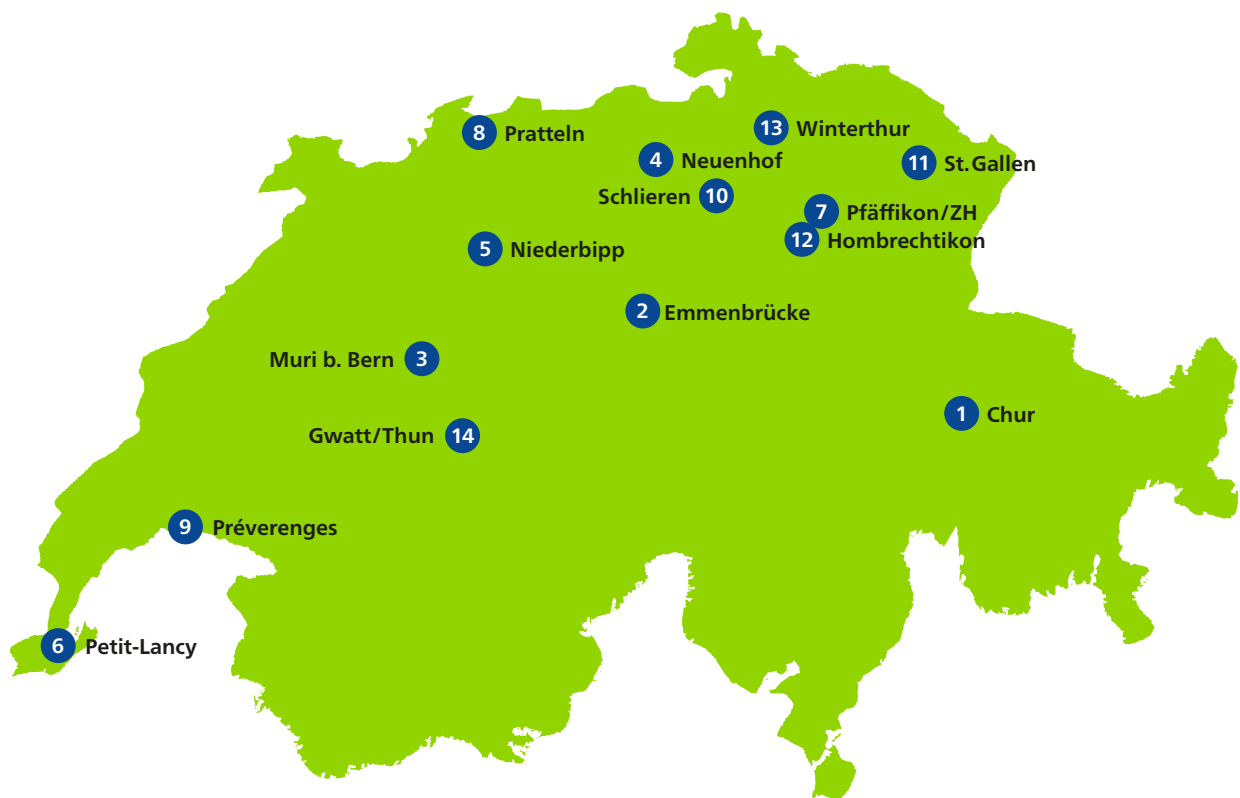 13 Winterthur
8 Pratteln
4 Neuenhof
11 St.Gallen
Schlieren 10
7 Pfäffikon/ZH
12 Hombrechtikon
5 Niederbipp
2 Emmenbrücke
Muri b. Bern 3
1 Chur
Gwatt/Thun 14
9 Préverenges
6 Petit-Lancy